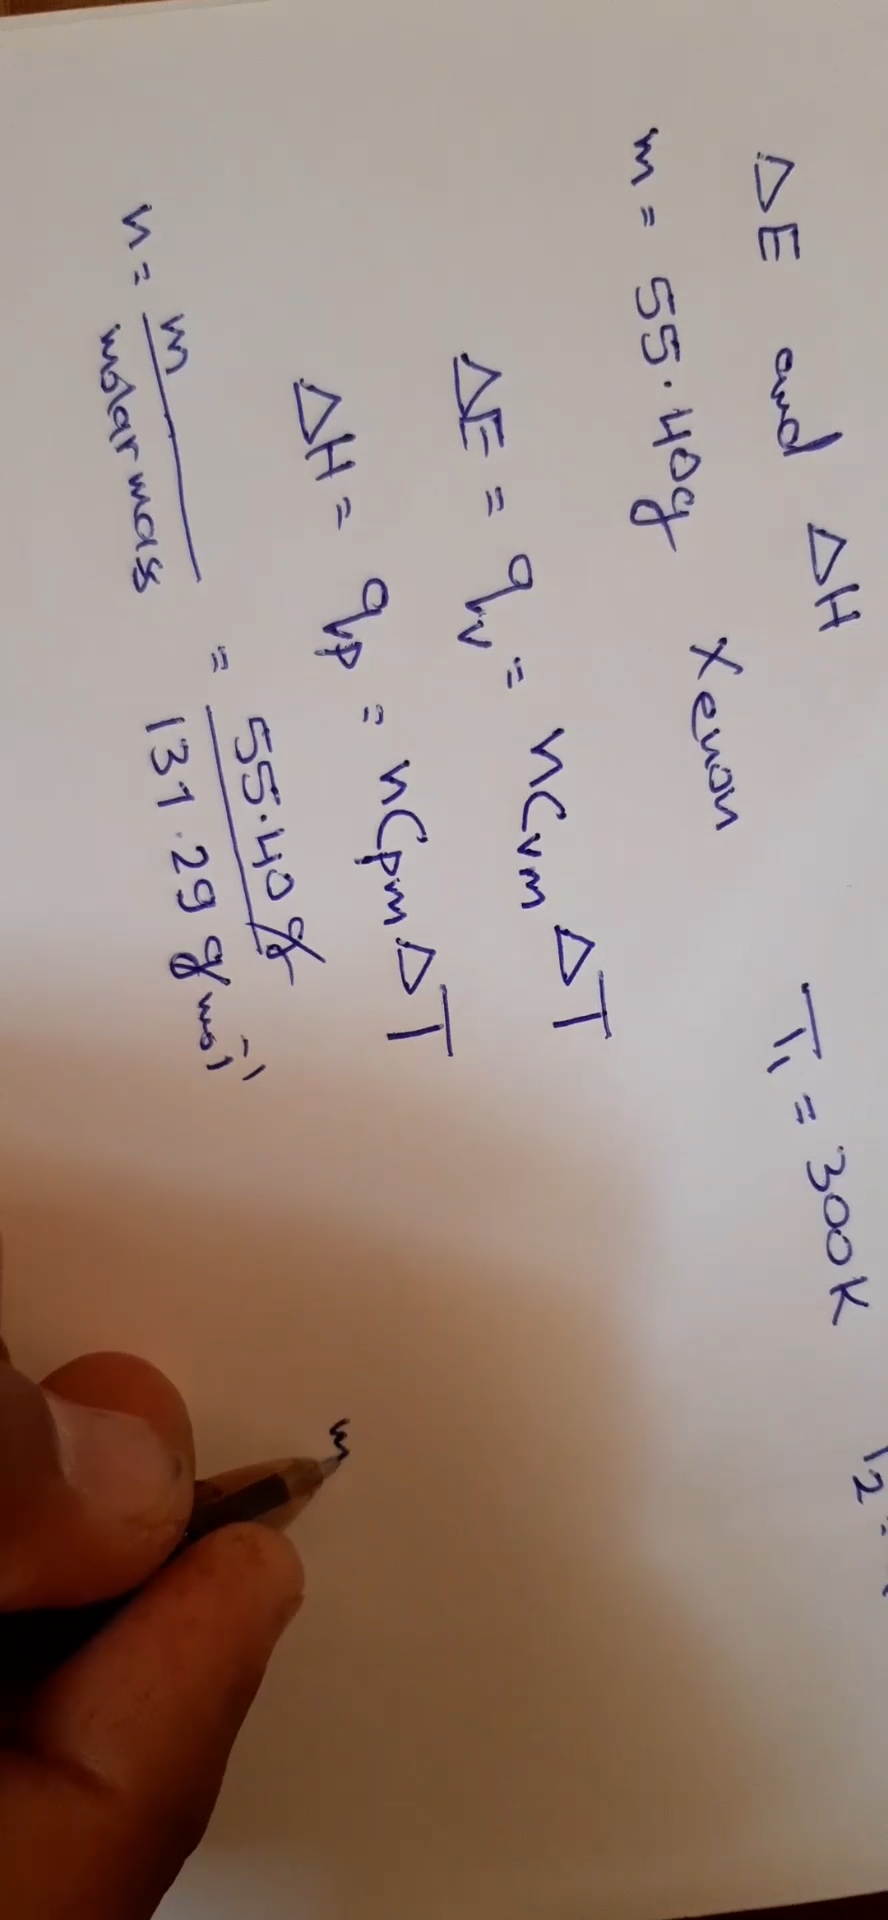 ΔE and ΔH T₁ = 300K
m = 55.40g Xenon
ΔE = qv = nCvm ΔT
ΔH = qp = nCpm ΔT
n = m / molar mass = 55.40 g / 131.29 g mol⁻¹